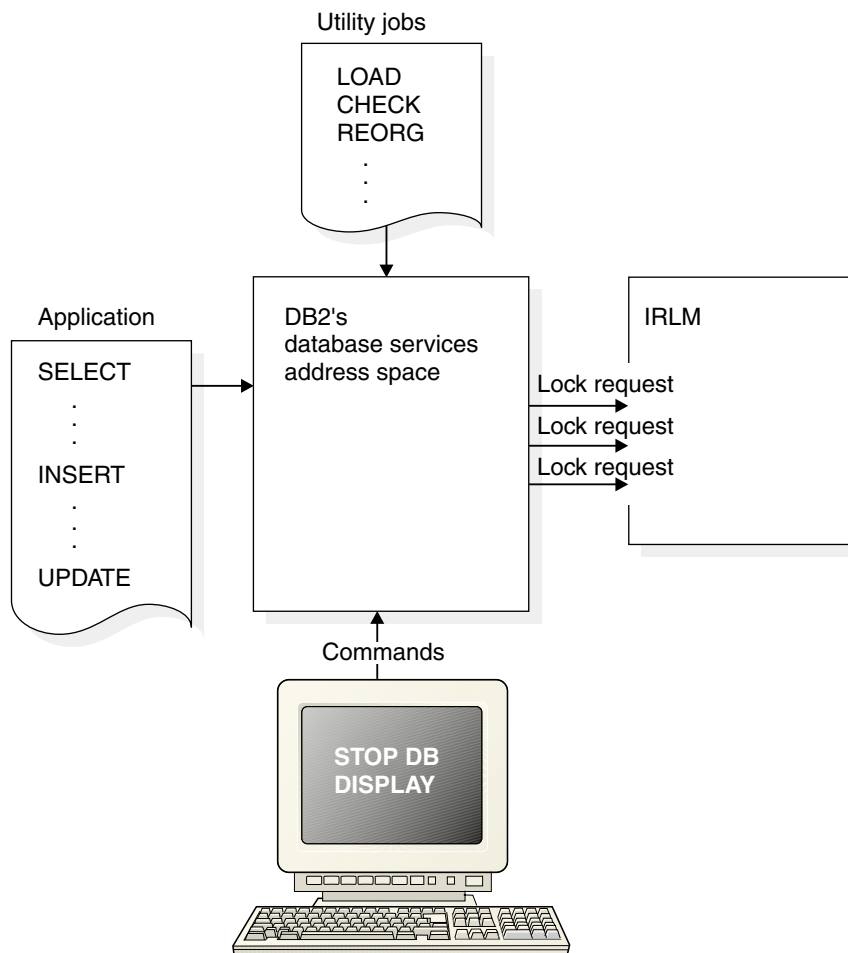 Utility jobs
LOAD
CHECK
REORG
.
.
.
Application
SELECT
.
.
.
INSERT
.
.
.
UPDATE
DB2's
database services
address space
IRLM
Lock request
Lock request
Lock request
Commands
STOP DB
DISPLAY